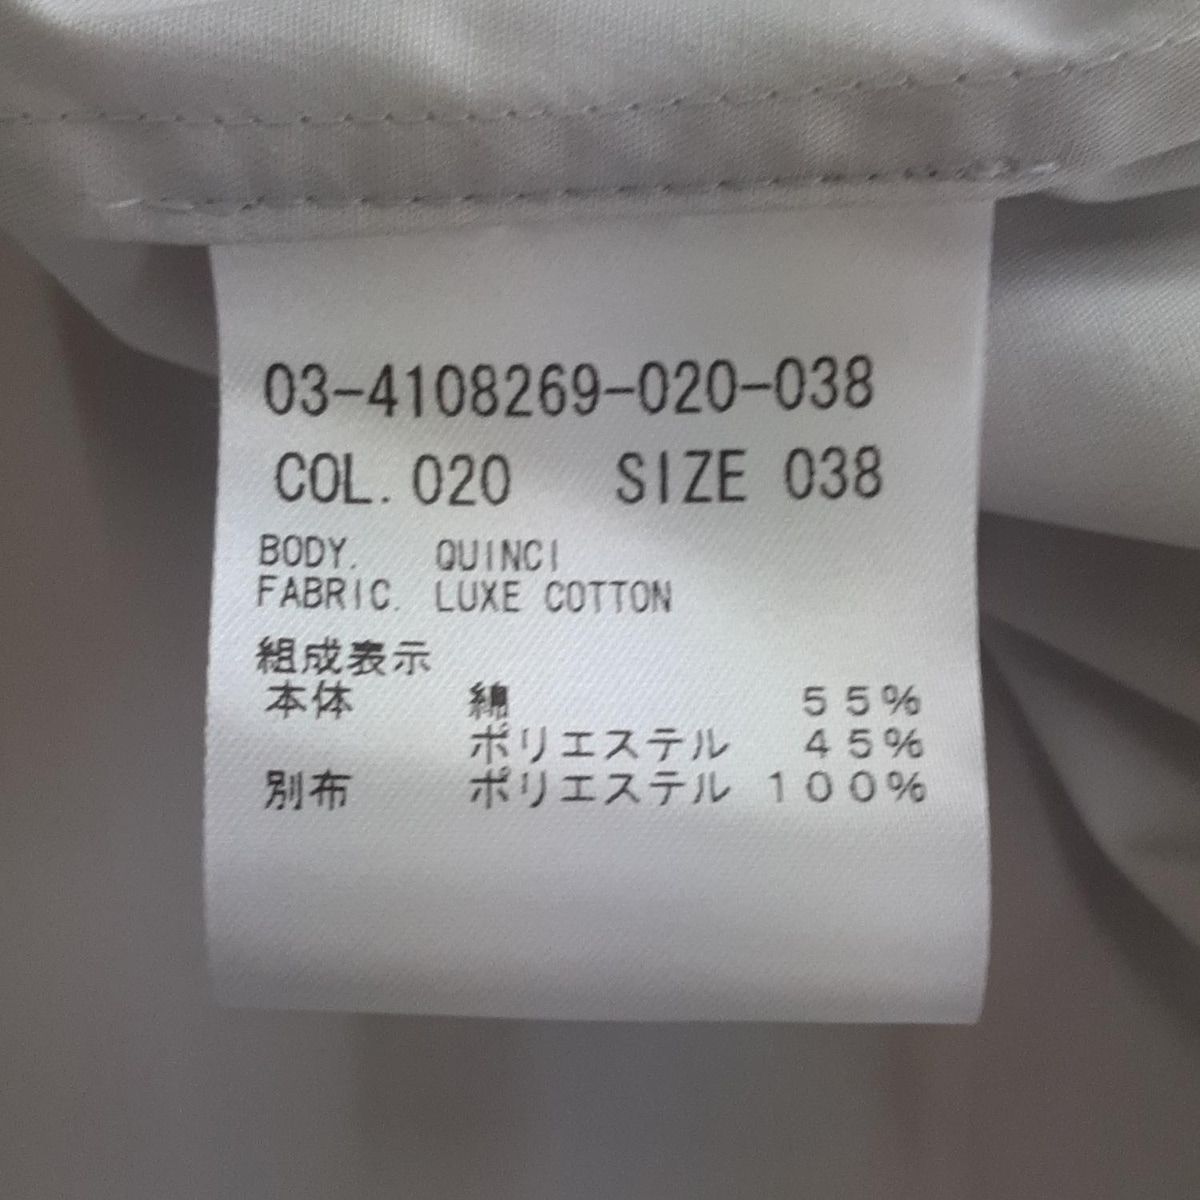 03-4108269-020-038
COL. 020 SIZE 038
BODY. QUINCI
FABRIC. LUXE COTTON
組成表示
本体 綿 55%
ポリエステル 45%
別布 ポリエステル 100%